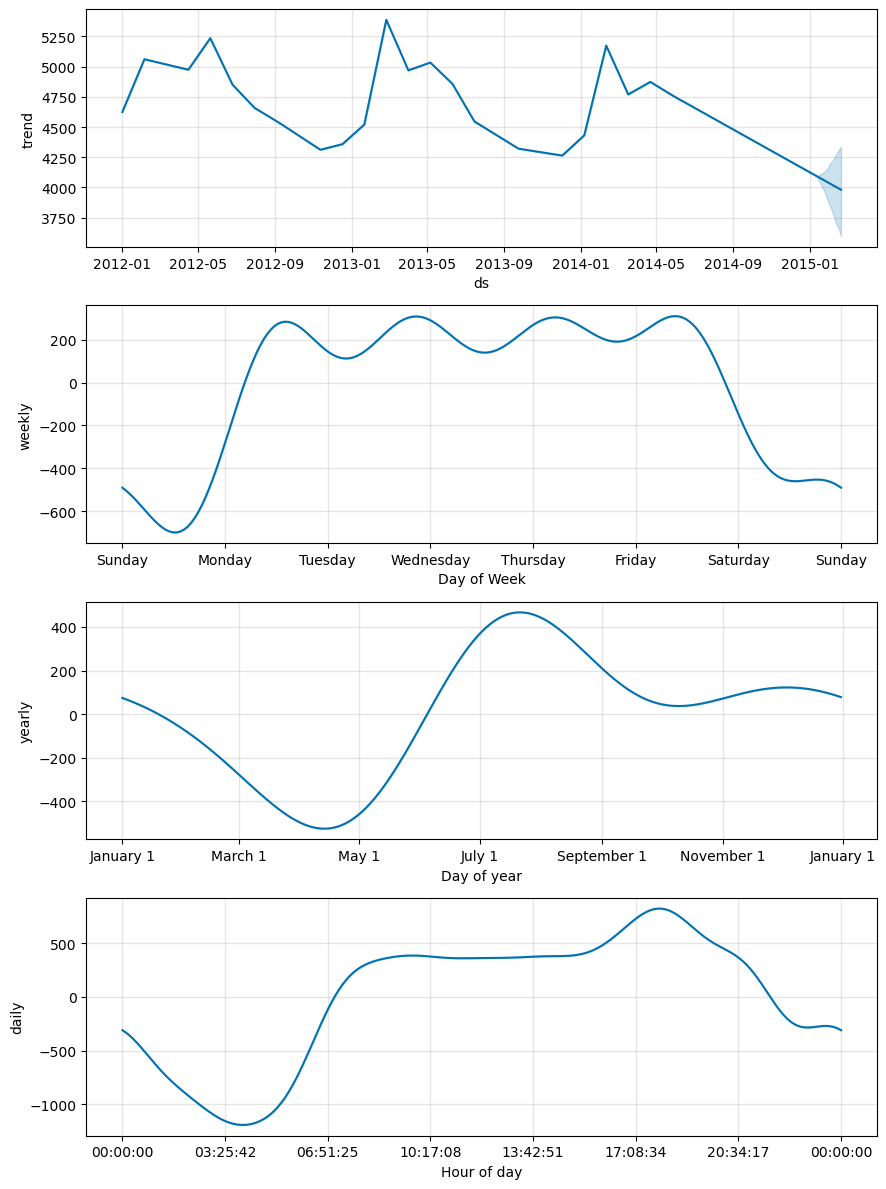 trend
5250
5000
4750
4500
4250
4000
3750
2012-01 2012-05 2012-09 2013-01 2013-05 2013-09 2014-01 2014-05 2014-09 2015-01
ds
weekly
200
0
−200
−400
−600
Sunday Monday Tuesday Wednesday Thursday Friday Saturday Sunday
Day of Week
yearly
400
200
0
−200
−400
January 1 March 1 May 1 July 1 September 1 November 1 January 1
Day of year
daily
500
0
−500
−1000
00:00:00 03:25:42 06:51:25 10:17:08 13:42:51 17:08:34 20:34:17 00:00:00
Hour of day